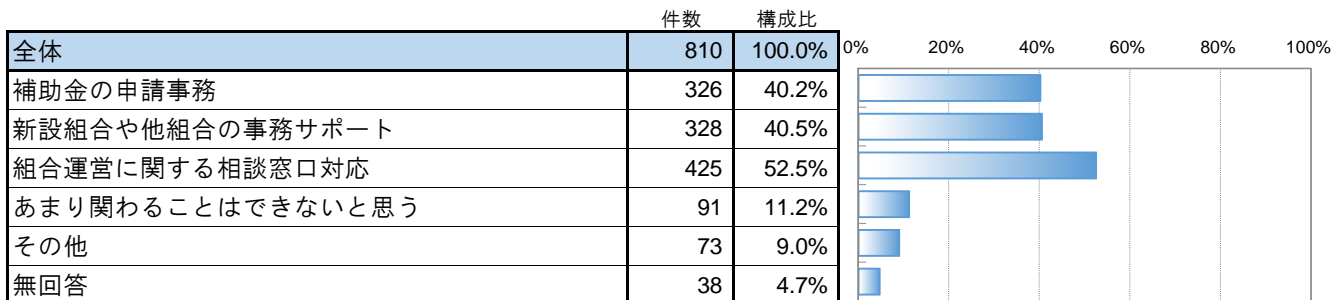 件数 構成比
全体 810 100.0% 0% 20% 40% 60% 80% 100%
補助金の申請事務 326 40.2%
新設組合や他組合の事務サポート 328 40.5%
組合運営に関する相談窓口対応 425 52.5%
あまり関わることはできないと思う 91 11.2%
その他 73 9.0%
無回答 38 4.7%